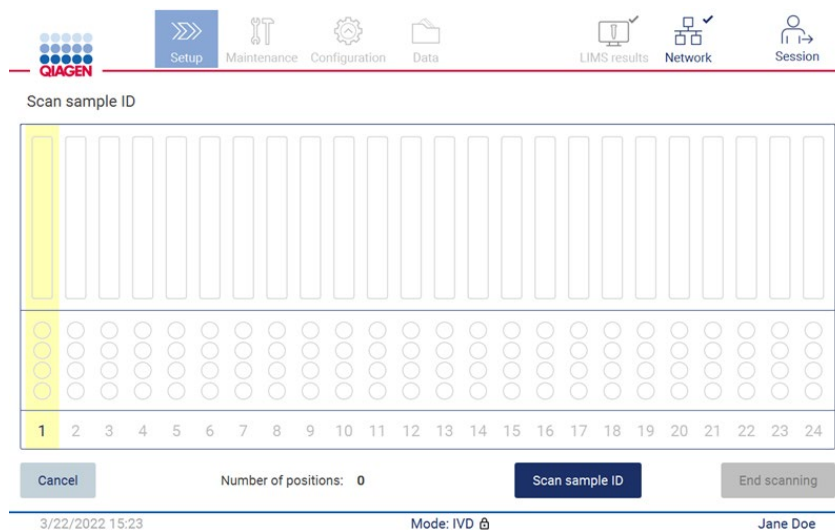 QIAGEN
Setup
Maintenance
Configuration
Data
LIMS results
Network
Session
Scan sample ID
1 2 3 4 5 6 7 8 9 10 11 12 13 14 15 16 17 18 19 20 21 22 23 24
Cancel
Number of positions: 0
Scan sample ID
End scanning
3/22/2022 15:23
Mode: IVD
Jane Doe